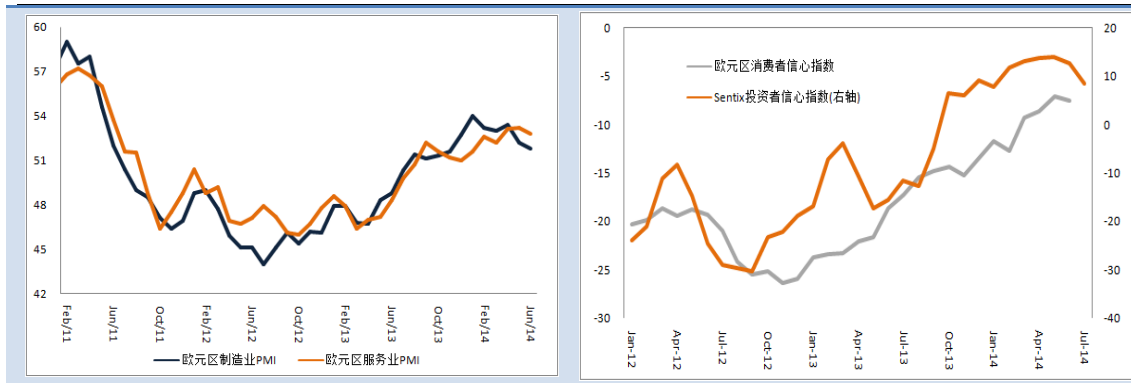 60
57
54
51
48
45
42
Feb/11
Jun/11
Oct/11
Feb/12
Jun/12
Oct/12
Feb/13
Jun/13
Oct/13
Feb/14
Jun/14
欧元区制造业PMI
欧元区服务业PMI
0
-5
-10
-15
-20
-25
-30
20
10
0
-10
-20
-30
-40
欧元区消费者信心指数
Sentix投资者信心指数(右轴)
Jan-12
Apr-12
Jul-12
Oct-12
Jan-13
Apr-13
Jul-13
Oct-13
Jan-14
Apr-14
Jul-14